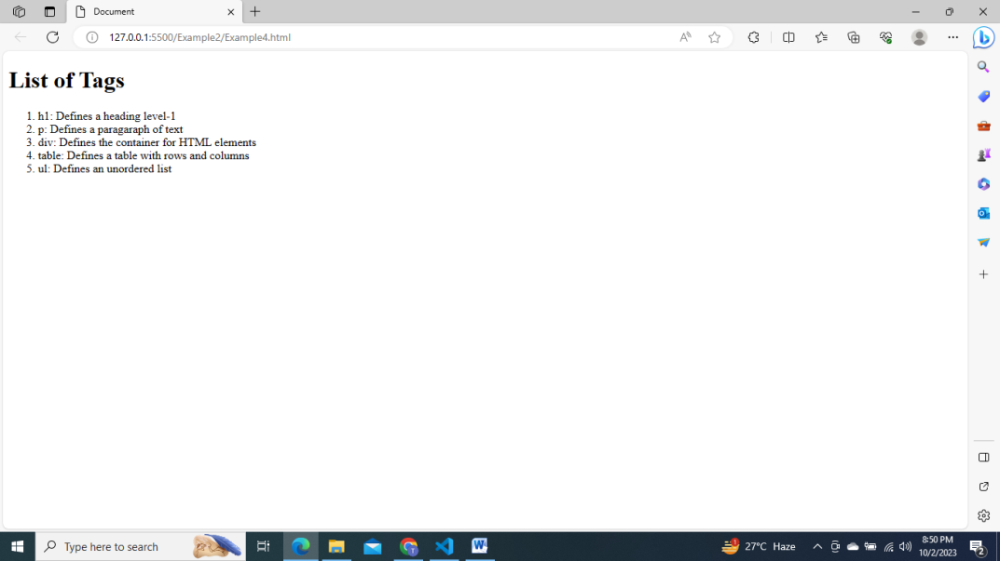 Document
127.0.0.1:5500/Example2/Example4.html
List of Tags
1. h1: Defines a heading level-1
2. p: Defines a paragaraph of text
3. div: Defines the container for HTML elements
4. table: Defines a table with rows and columns
5. ul: Defines an unordered list
Type here to search
27°C Haze
8:50 PM
10/2/2023
2